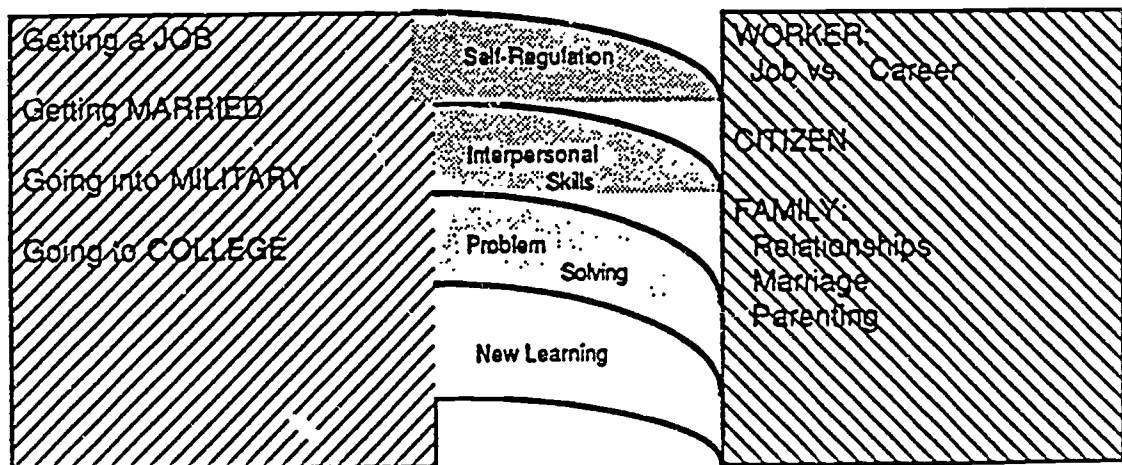 Getting a JOB
Getting MARRIED
Going into MILITARY
Going to COLLEGE
Self-Regulation
Interpersonal
Skills
Problem
Solving
New Learning
WORKER:
Job vs. Career
CITIZEN
FAMILY:
Relationships
Marriage
Parenting